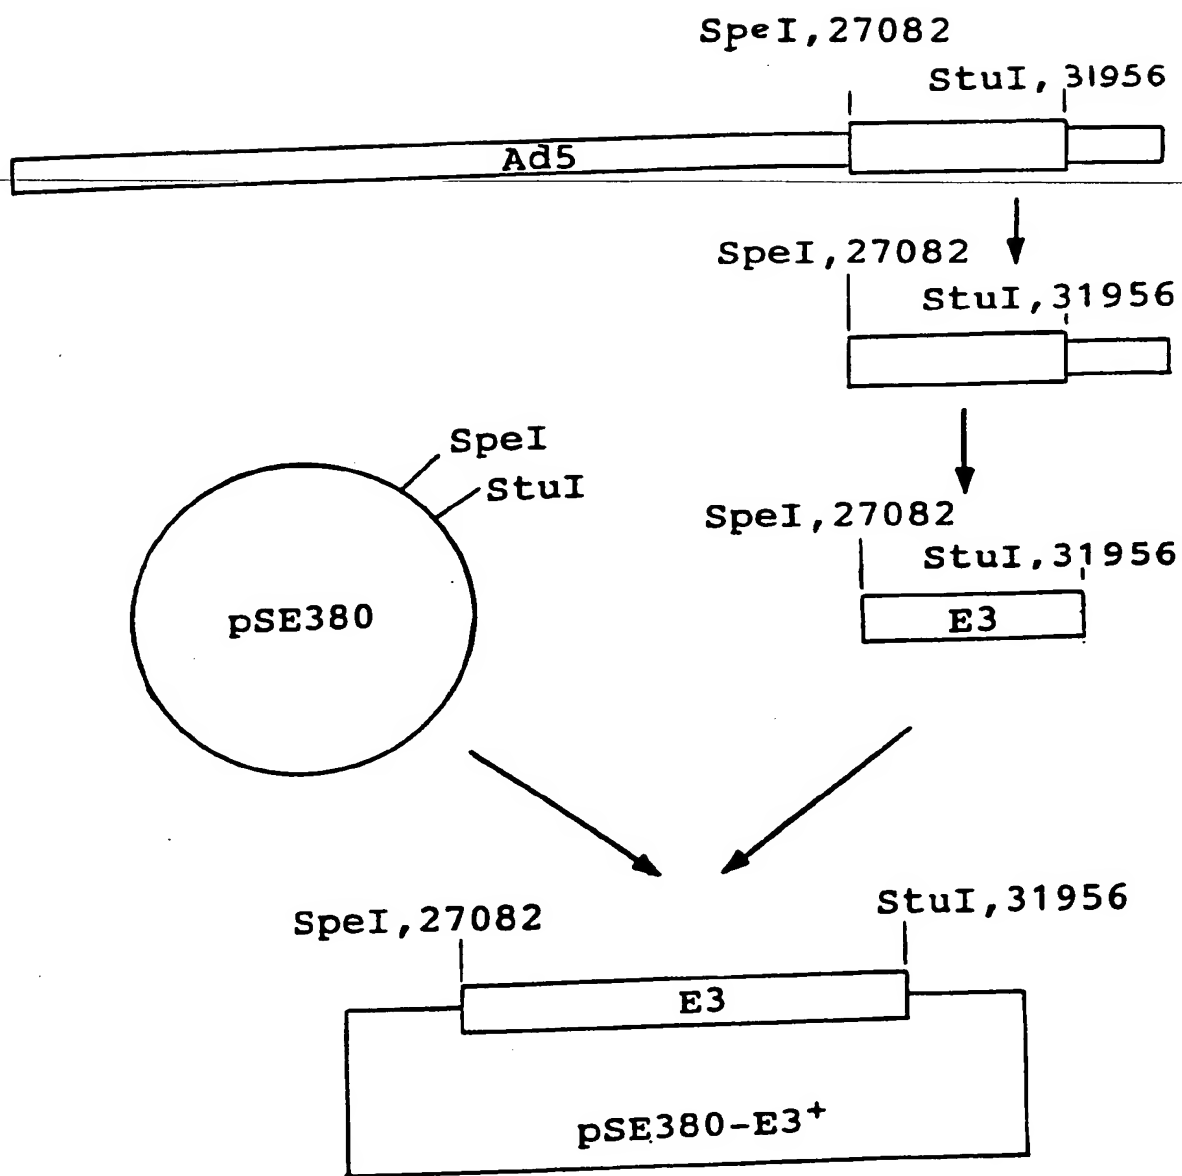 SpeI,27082
StuI,31956
Ad5
SpeI,27082
StuI,31956
SpeI
StuI
SpeI,27082
StuI,31956
pSE380
E3
SpeI,27082
StuI,31956
E3
pSE380-E3⁺